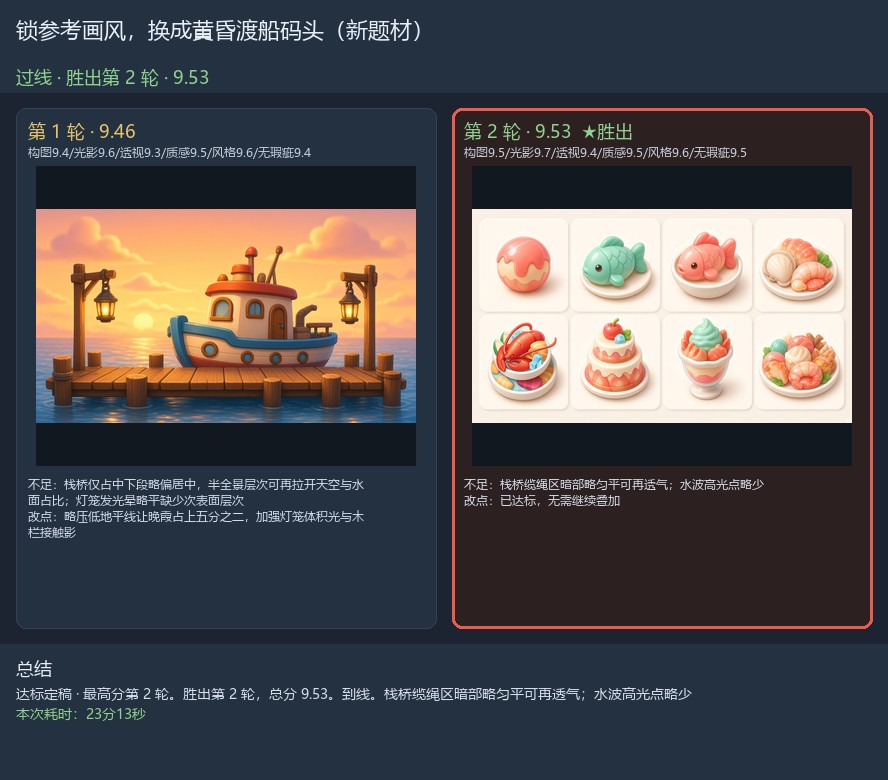 锁参考画风，换成黄昏渡船码头（新题材）
过线 · 胜出第 2 轮 · 9.53
第 1 轮 · 9.46
构图9.4/光影9.6/透视9.3/质感9.5/风格9.6/无瑕疵9.4
不足：栈桥仅占中下段略偏居中，半全景层次可再拉开天空与水
面占比；灯笼发光晕略平缺少次表面层次
改点：略压低地平线让晚霞占上五分之二，加强灯笼体积光与木
栏接触影
第 2 轮 · 9.53 ★胜出
构图9.5/光影9.7/透视9.4/质感9.5/风格9.6/无瑕疵9.5
不足：栈桥缆绳区暗部略匀平可再透气；水波高光点略少
改点：已达标，无需继续叠加
总结
达标定稿 · 最高分第 2 轮。胜出第 2 轮，总分 9.53。到线。栈桥缆绳区暗部略匀平可再透气；水波高光点略少
本次耗时：23分13秒